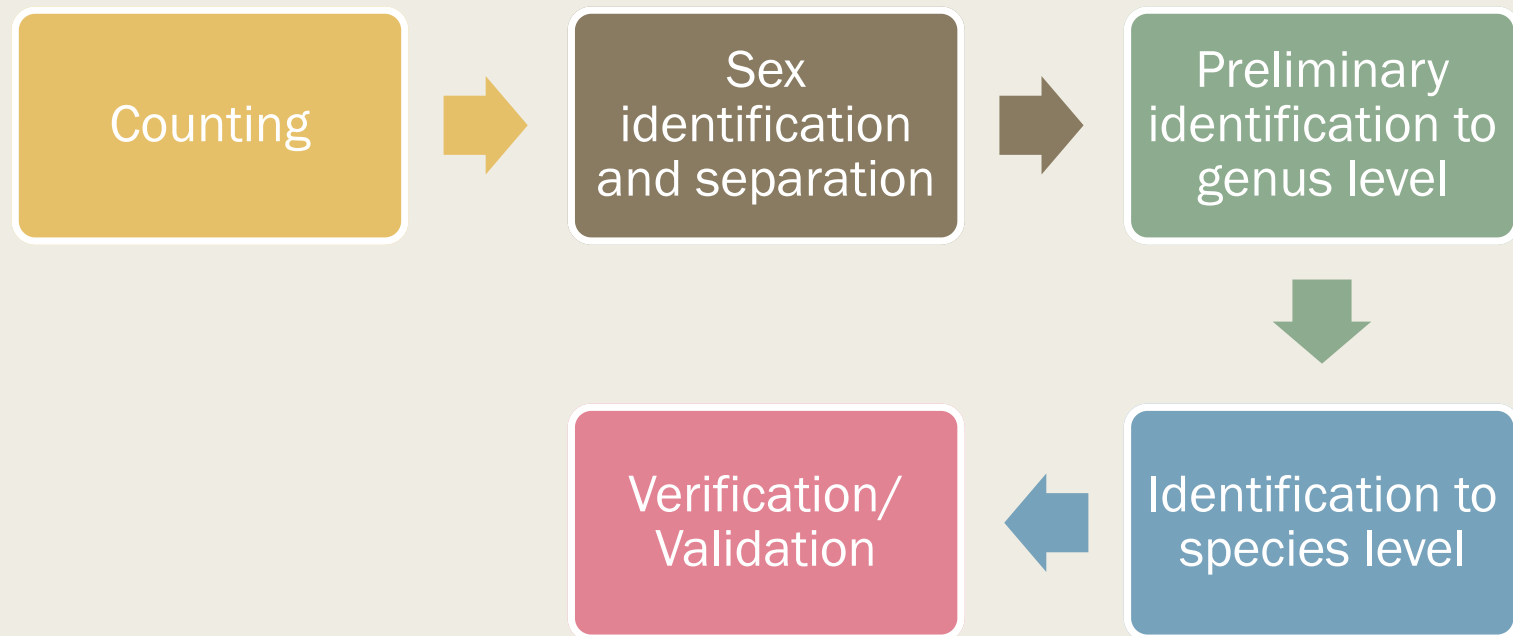 Counting
Sex
identification
and separation
Preliminary
identification to
genus level
Identification to
species level
Verification/
Validation